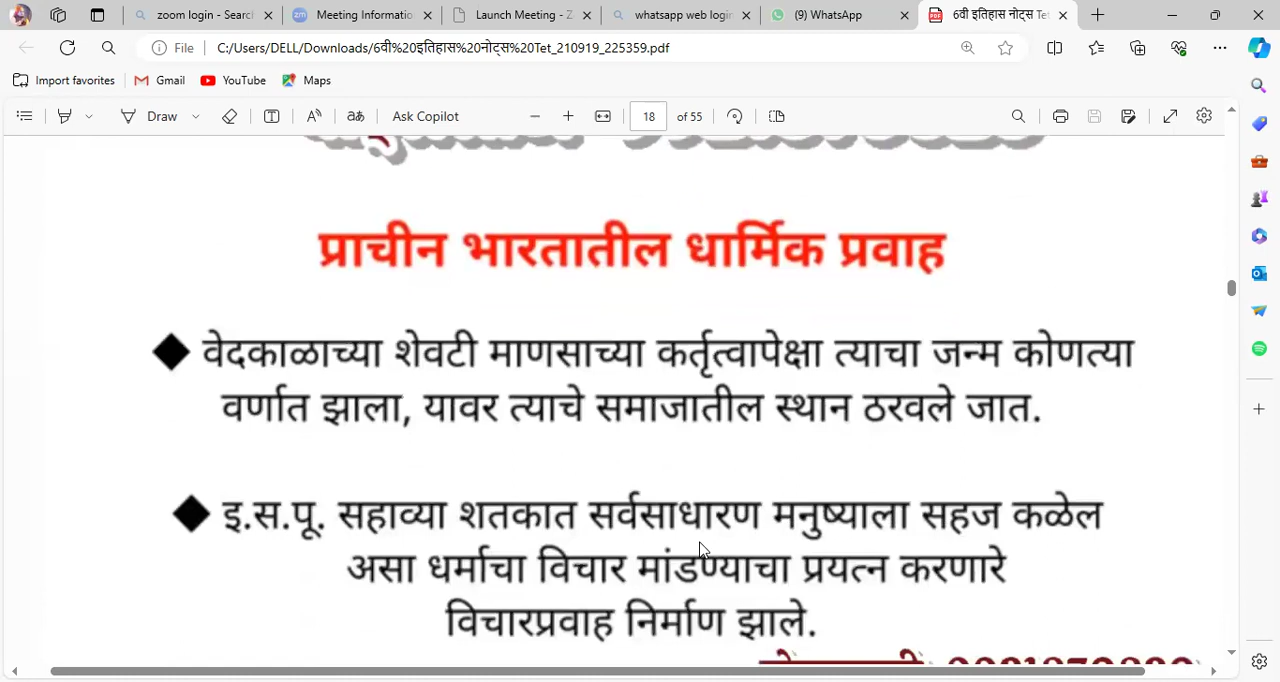 zoom login - Searc
Meeting Informatio
Launch Meeting - Z
whatsapp web login
(9) WhatsApp
6वी इतिहास नोट्स Tet
File
C:/Users/DELL/Downloads/6वी%20इतिहास%20नोट्स%20Tet_210919_225359.pdf
Import favorites
Gmail
YouTube
Maps
Draw
aあ
Ask Copilot
18 of 55
प्राचीन भारतातील धार्मिक प्रवाह
वेदकाळाच्या शेवटी माणसाच्या कर्तृत्वापेक्षा त्याचा जन्म कोणत्या
वर्णात झाला, यावर त्याचे समाजातील स्थान ठरवले जात.
इ.स.पू. सहाव्या शतकात सर्वसाधारण मनुष्याला सहज कळेल
असा धर्माचा विचार मांडण्याचा प्रयत्न करणारे
विचारप्रवाह निर्माण झाले.